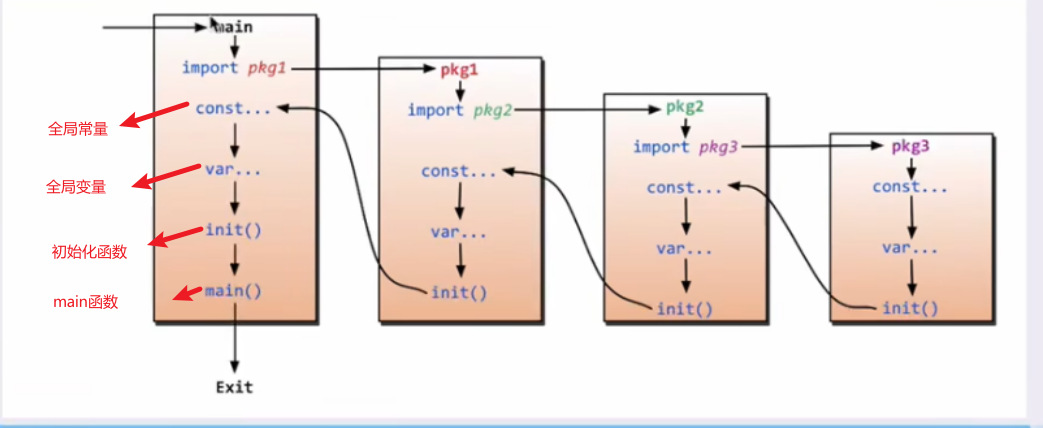 main
import pkg1
const...
var...
init()
main()
Exit
全局常量
全局变量
初始化函数
main函数
pkg1
import pkg2
const...
var...
init()
pkg2
import pkg3
const...
var...
init()
pkg3
const...
var...
init()